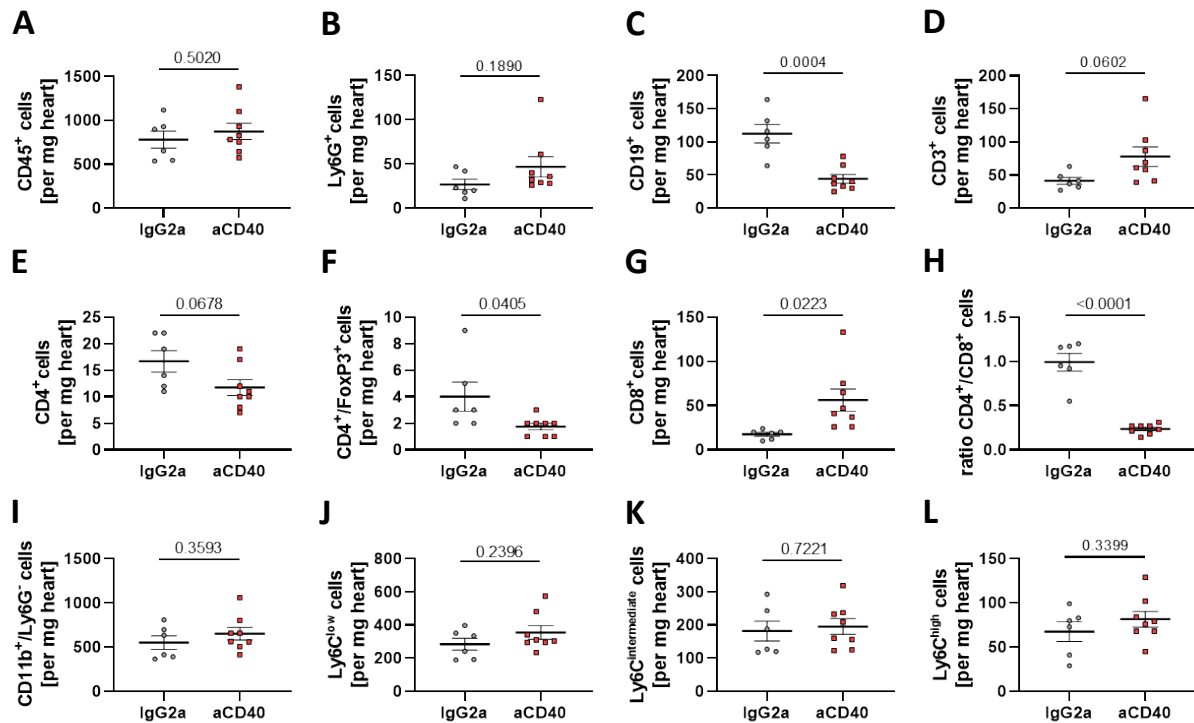 A
0.5020
CD45⁺ cells
[per mg heart]
1500
1000
500
0
IgG2a aCD40
B
0.1890
Ly6G⁺ cells
[per mg heart]
150
100
50
0
IgG2a aCD40
C
0.0004
CD19⁺ cells
[per mg heart]
200
150
100
50
0
IgG2a aCD40
D
0.0602
CD3⁺ cells
[per mg heart]
200
150
100
50
0
IgG2a aCD40
E
0.0678
CD4⁺ cells
[per mg heart]
25
20
15
10
5
0
IgG2a aCD40
F
0.0405
CD4⁺/FoxP3⁺cells
[per mg heart]
10
8
6
4
2
0
IgG2a aCD40
G
0.0223
CD8⁺ cells
[per mg heart]
150
100
50
0
IgG2a aCD40
H
<0.0001
ratio CD4⁺/CD8⁺ cells
1.5
1.0
0.5
0.0
IgG2a aCD40
I
0.3593
CD11b⁺/Ly6G⁻ cells
[per mg heart]
1500
1000
500
0
IgG2a aCD40
J
0.2396
Ly6Cˡᵒʷ cells
[per mg heart]
800
600
400
200
0
IgG2a aCD40
K
0.7221
Ly6Cⁱⁿᵗᵉʳᵐᵉᵈⁱᵃᵗᵉ cells
[per mg heart]
400
300
200
100
0
IgG2a aCD40
L
0.3399
Ly6Cʰⁱᵍʰ cells
[per mg heart]
150
100
50
0
IgG2a aCD40